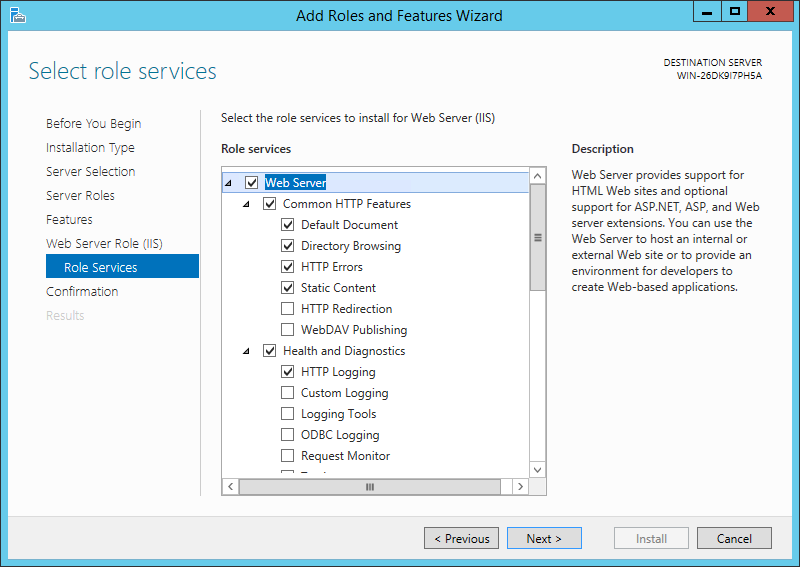 Add Roles and Features Wizard
Select role services
DESTINATION SERVER
WIN-26DK9I7PH5A
Before You Begin
Installation Type
Server Selection
Server Roles
Features
Web Server Role (IIS)
Role Services
Confirmation
Results
Select the role services to install for Web Server (IIS)
Role services
Web Server
Common HTTP Features
Default Document
Directory Browsing
HTTP Errors
Static Content
HTTP Redirection
WebDAV Publishing
Health and Diagnostics
HTTP Logging
Custom Logging
Logging Tools
ODBC Logging
Request Monitor
Description
Web Server provides support for
HTML Web sites and optional
support for ASP.NET, ASP, and Web
server extensions. You can use the
Web Server to host an internal or
external Web site or to provide an
environment for developers to
create Web-based applications.
< Previous
Next >
Install
Cancel